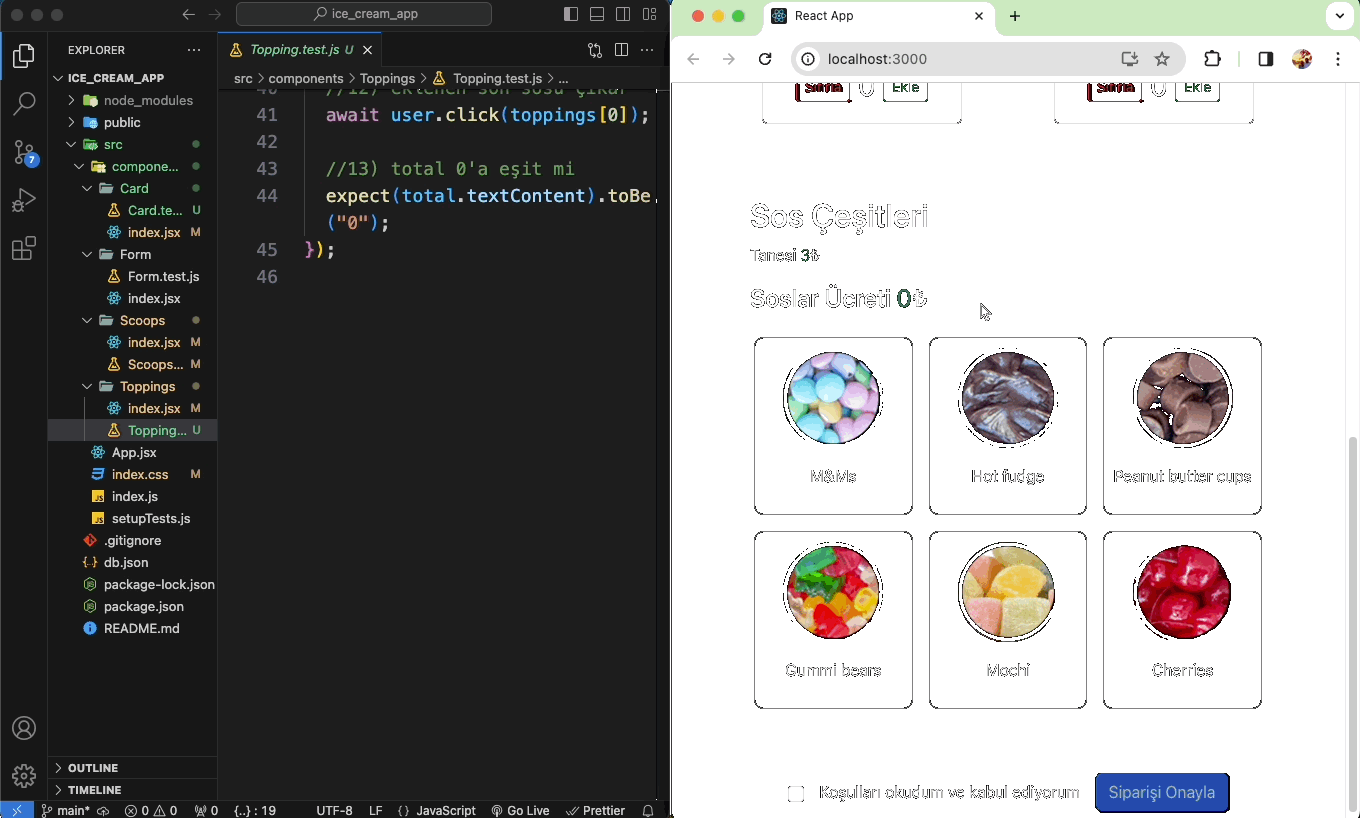 ice_cream_app
EXPLORER
ICE_CREAM_APP
node_modules
public
src
compone...
Card
Card.te... U
index.jsx M
Form
Form.test.js
index.jsx
Scoops
index.jsx M
Scoops... M
Toppings
index.jsx M
Topping... U
App.jsx
index.css M
index.js
setupTests.js
.gitignore
db.json
package-lock.json
package.json
README.md
OUTLINE
TIMELINE
7
Topping.test.js U
src > components > Toppings > Topping.test.js > ...
40 //12) eklenen son sosu çıkar
41 await user.click(toppings[0]);
42
43 //13) total 0'a eşit mi
44 expect(total.textContent).toBe
("0");
45 });
46
main* 0 0 0 {..} : 19 UTF-8 LF {} JavaScript Go Live Prettier
React App
localhost:3000
Sıfırla 0 Ekle
Sıfırla 0 Ekle
Sos Çeşitleri
Tanesi 3₺
Soslar Ücreti 0₺
M&Ms
Hot fudge
Peanut butter cups
Gummi bears
Mochi
Cherries
Koşulları okudum ve kabul ediyorum
Siparişi Onayla